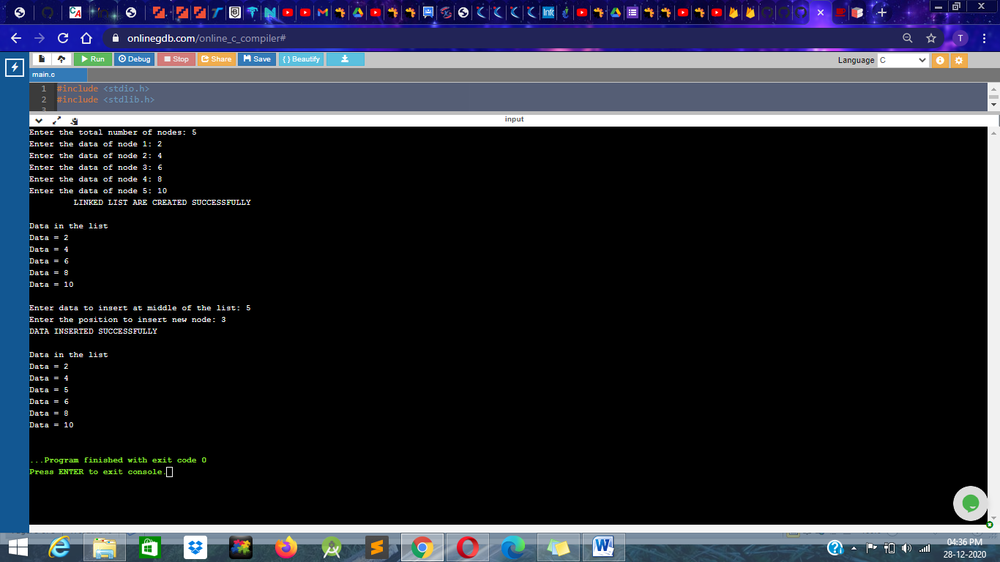 onlinegdb.com/online_c_compiler#
T
Run Debug Stop Share Save { } Beautify
Language C
main.c
1 #include <stdio.h>
2 #include <stdlib.h>
3
input
Enter the total number of nodes: 5
Enter the data of node 1: 2
Enter the data of node 2: 4
Enter the data of node 3: 6
Enter the data of node 4: 8
Enter the data of node 5: 10
LINKED LIST ARE CREATED SUCCESSFULLY
Data in the list
Data = 2
Data = 4
Data = 6
Data = 8
Data = 10
Enter data to insert at middle of the list: 5
Enter the position to insert new node: 3
DATA INSERTED SUCCESSFULLY
Data in the list
Data = 2
Data = 4
Data = 5
Data = 6
Data = 8
Data = 10
...Program finished with exit code 0
Press ENTER to exit console.
04:36 PM
28-12-2020